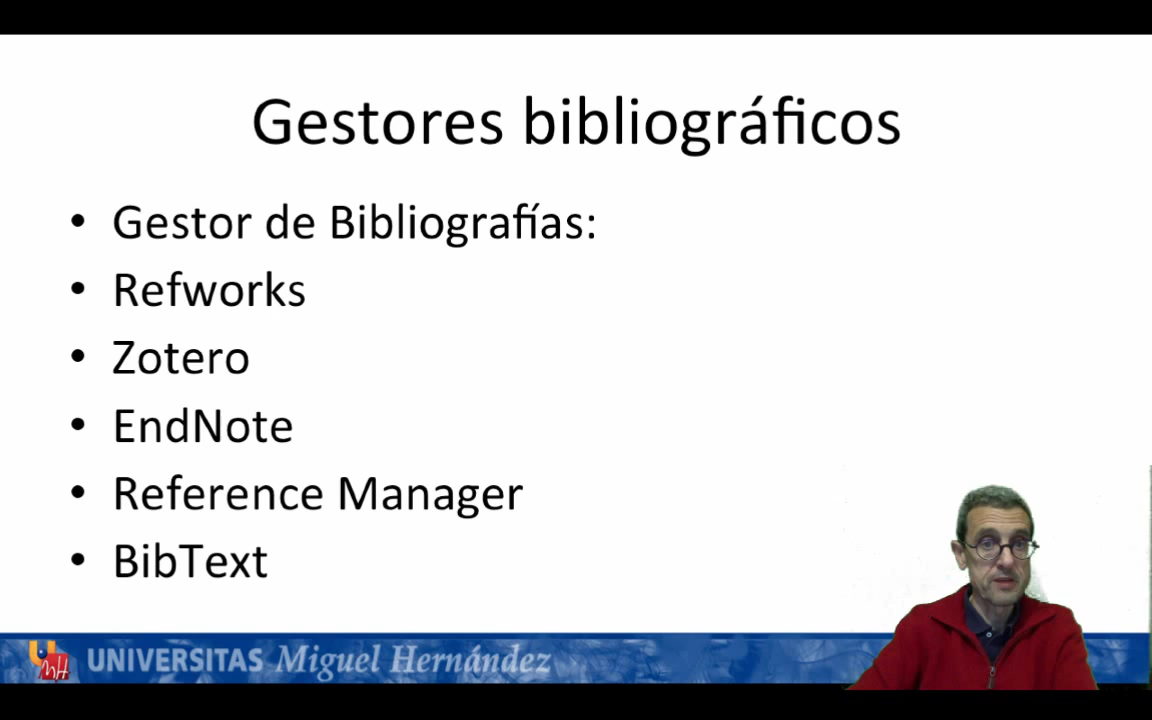 Gestores bibliográficos
• Gestor de Bibliografías:
• Refworks
• Zotero
• EndNote
• Reference Manager
• BibText
UNIVERSITAS Miguel Hernández